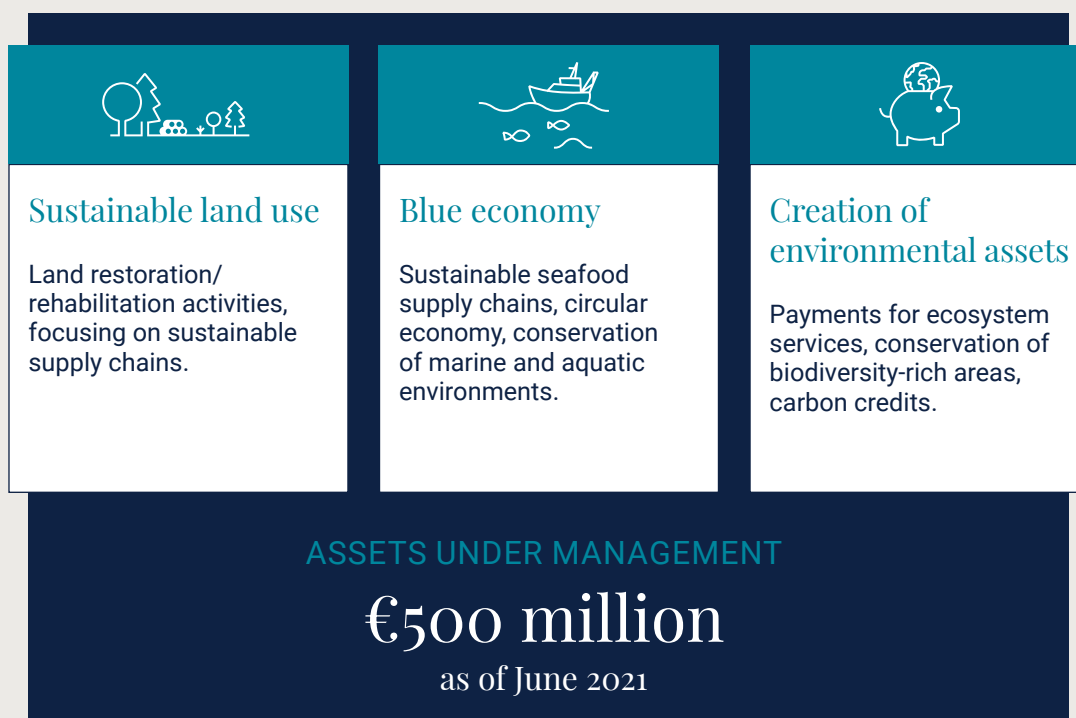 Sustainable land use
Land restoration/
rehabilitation activities,
focusing on sustainable
supply chains.
Blue economy
Sustainable seafood
supply chains, circular
economy, conservation
of marine and aquatic
environments.
Creation of
environmental assets
Payments for ecosystem
services, conservation of
biodiversity-rich areas,
carbon credits.
ASSETS UNDER MANAGEMENT
€500 million
as of June 2021